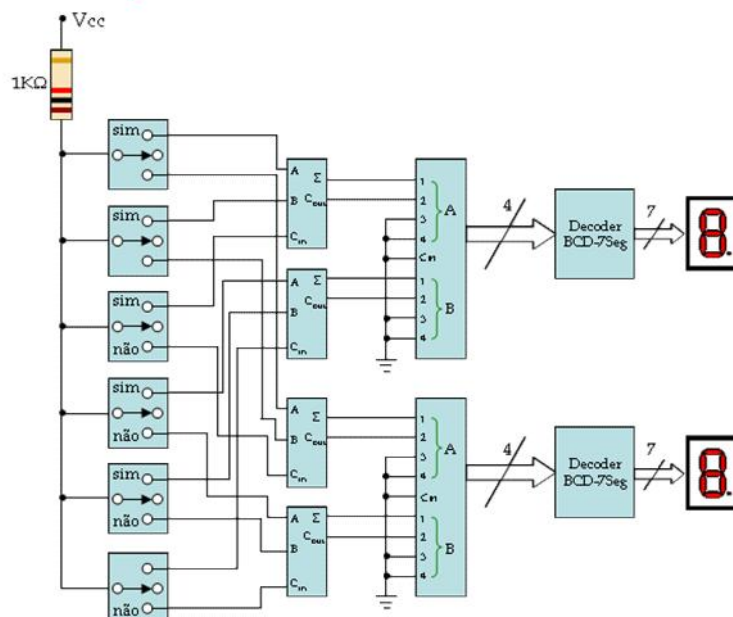 Vcc
1KΩ
sim
sim
não
sim
não
sim
não
não
A Σ
B Cout
Cin
A Σ
B Cout
Cin
A Σ
B Cout
Cin
A Σ
B Cout
Cin
1
2
3
4
A
Cin
1
2
3
4
B
4
Decoder
BCD-7Seg
7
8.
1
2
3
4
A
Cin
1
2
3
4
B
4
Decoder
BCD-7Seg
7
8.